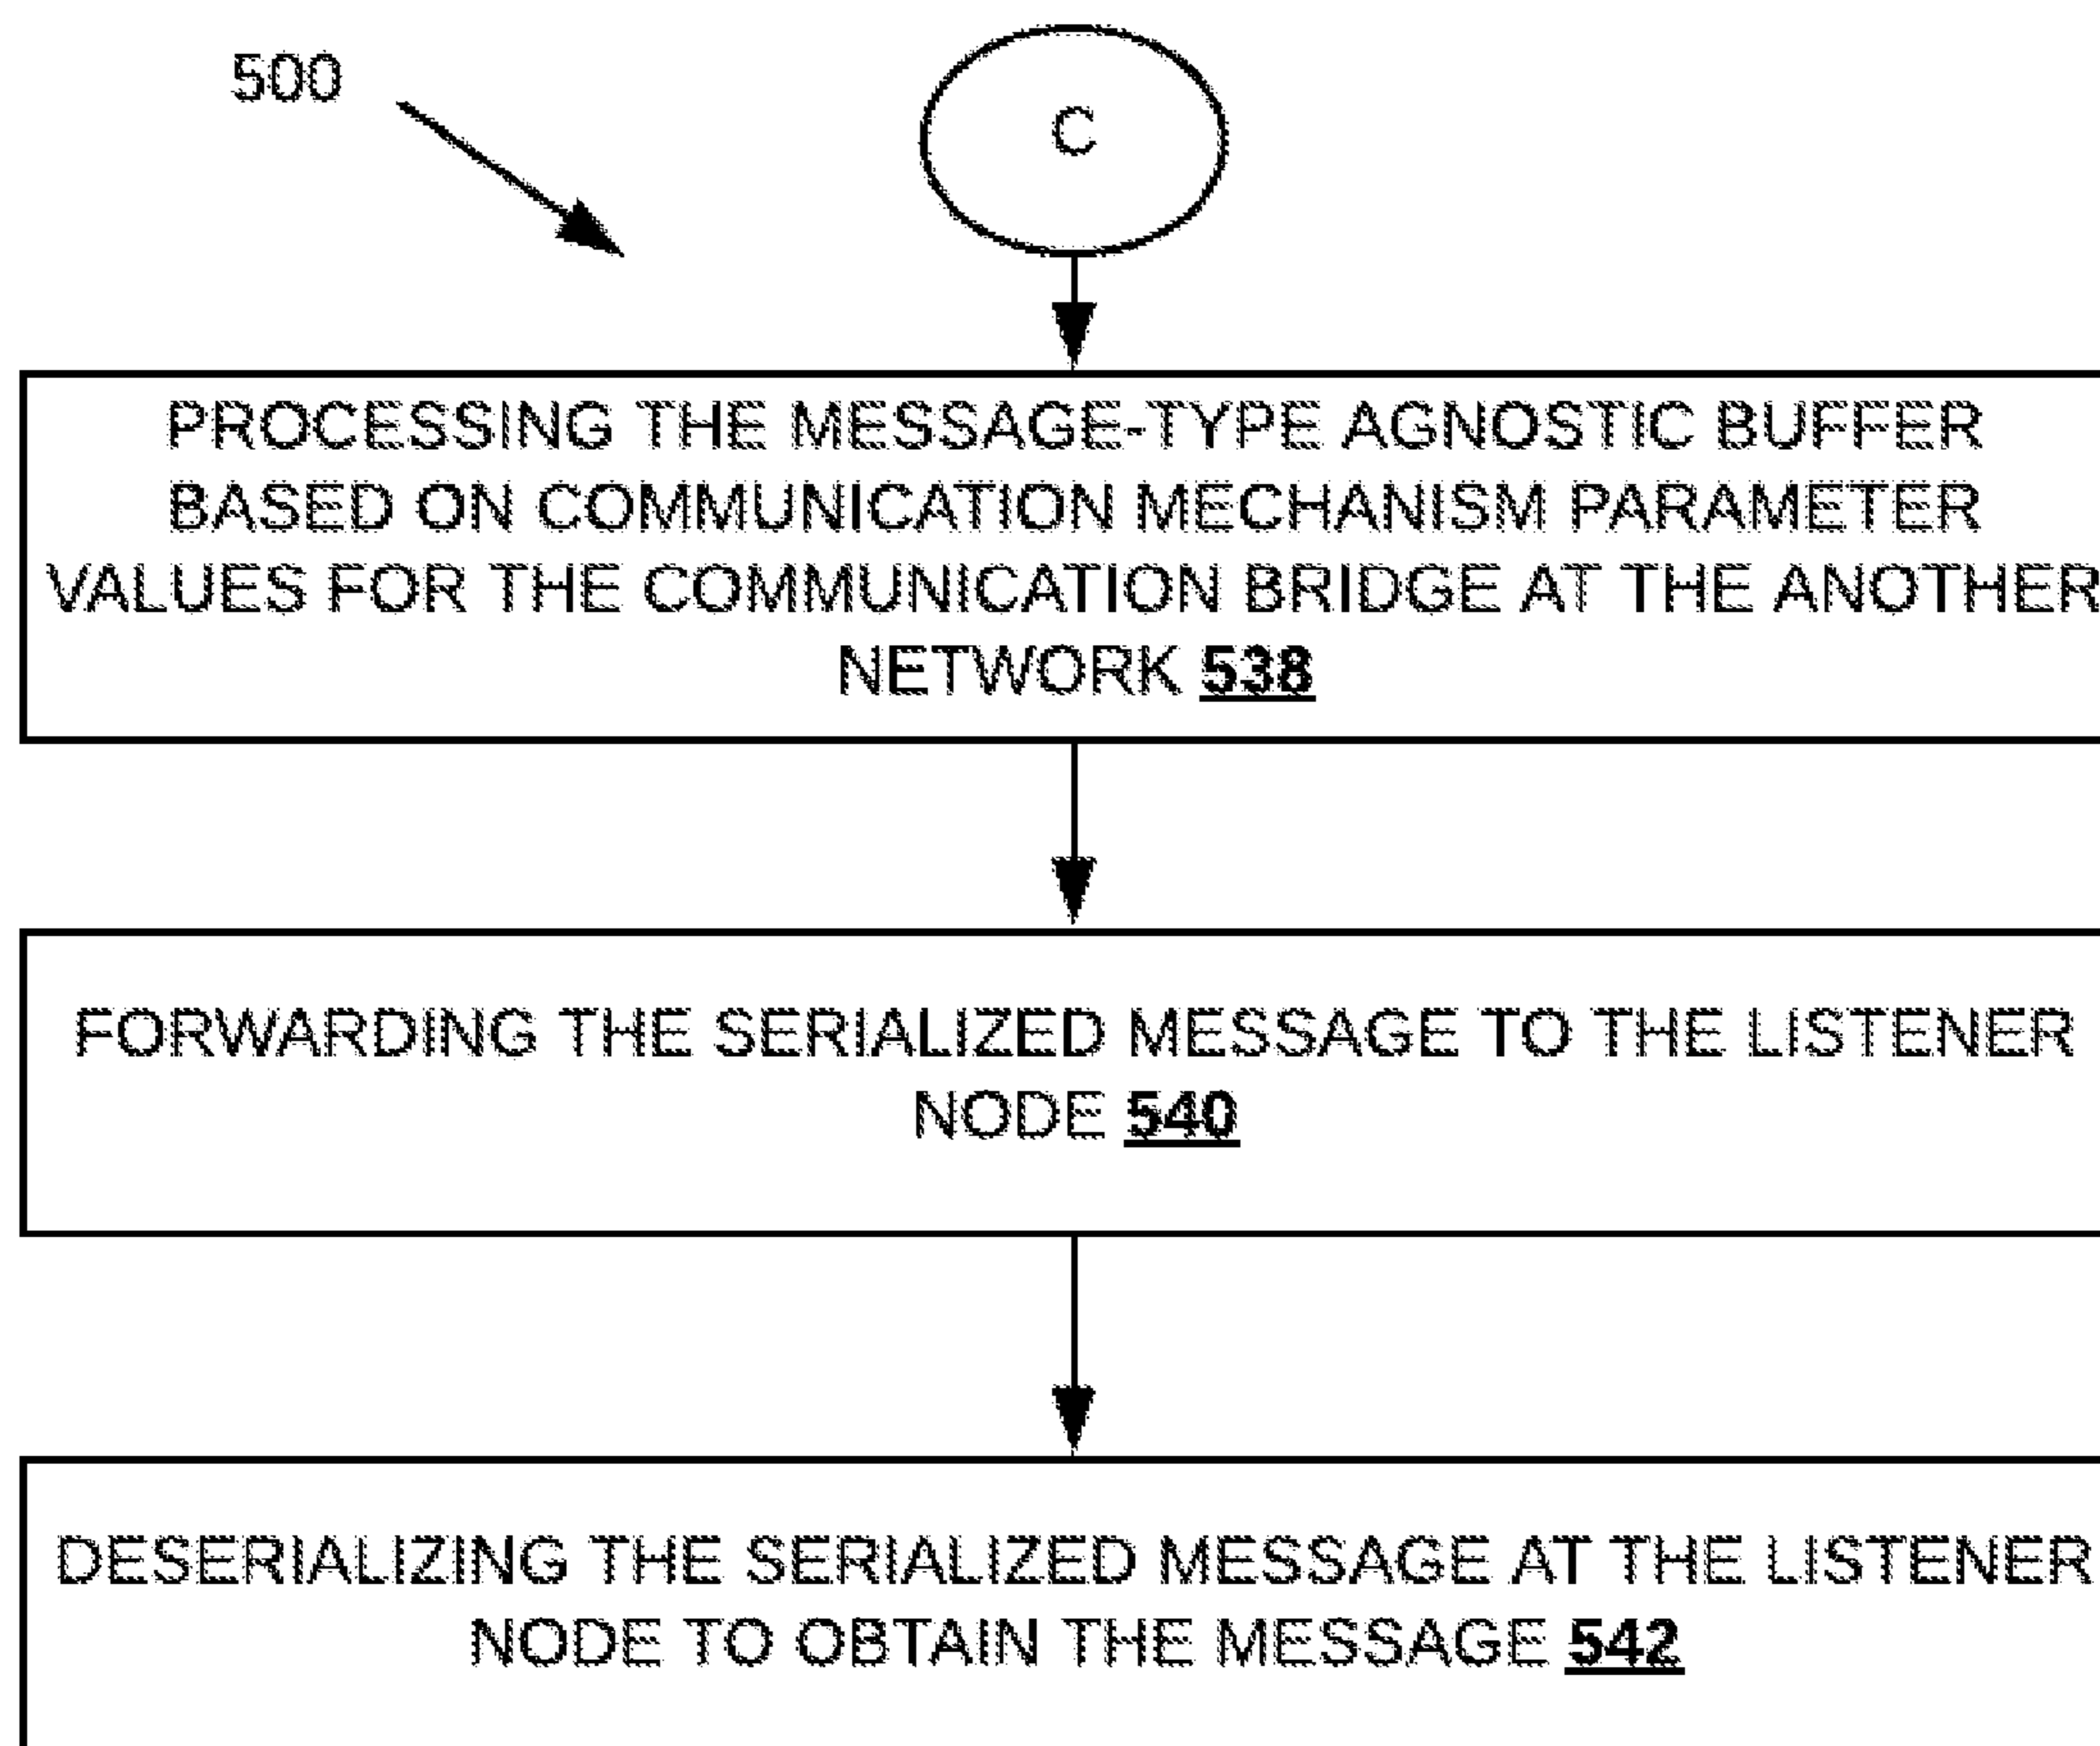 500
C
PROCESSING THE MESSAGE-TYPE AGNOSTIC BUFFER
BASED ON COMMUNICATION MECHANISM PARAMETER
VALUES FOR THE COMMUNICATION BRIDGE AT THE ANOTHER
NETWORK 538
FORWARDING THE SERIALIZED MESSAGE TO THE LISTENER
NODE 540
DESERIALIZING THE SERIALIZED MESSAGE AT THE LISTENER
NODE TO OBTAIN THE MESSAGE 542